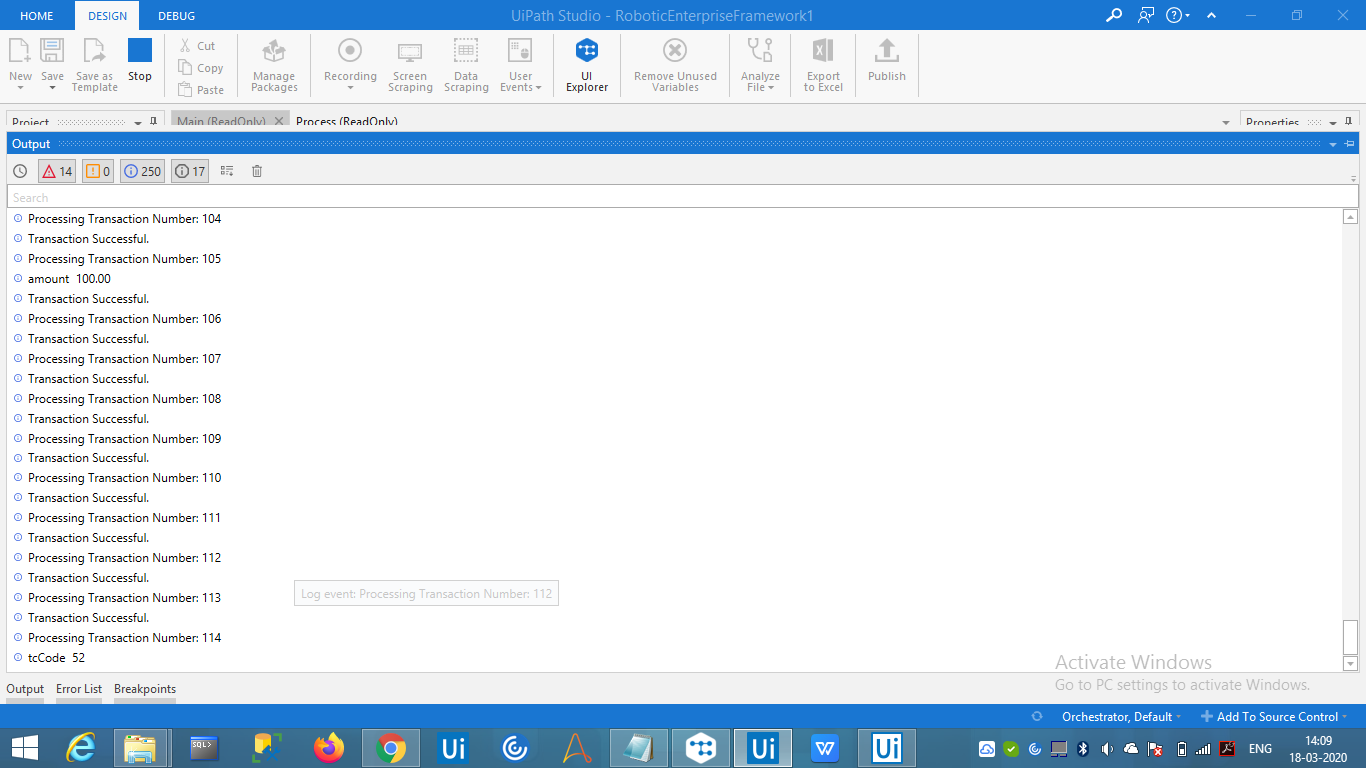 HOME DESIGN DEBUG UiPath Studio - RoboticEnterpriseFramework1
New Save Save as Template Stop Cut Copy Paste Manage Packages Recording Screen Scraping Data Scraping User Events UI Explorer Remove Unused Variables Analyze File Export to Excel Publish
Project Main (ReadOnly) Process (ReadOnly) Properties
Output
14 0 250 17
Search
Processing Transaction Number: 104
Transaction Successful.
Processing Transaction Number: 105
amount 100.00
Transaction Successful.
Processing Transaction Number: 106
Transaction Successful.
Processing Transaction Number: 107
Transaction Successful.
Processing Transaction Number: 108
Transaction Successful.
Processing Transaction Number: 109
Transaction Successful.
Processing Transaction Number: 110
Transaction Successful.
Processing Transaction Number: 111
Transaction Successful.
Processing Transaction Number: 112
Transaction Successful.
Log event: Processing Transaction Number: 112
Processing Transaction Number: 113
Transaction Successful.
Processing Transaction Number: 114
tcCode 52
Activate Windows
Go to PC settings to activate Windows.
Output Error List Breakpoints
Orchestrator, Default Add To Source Control
SQL> Ui Ui W Ui ENG 14:09
18-03-2020